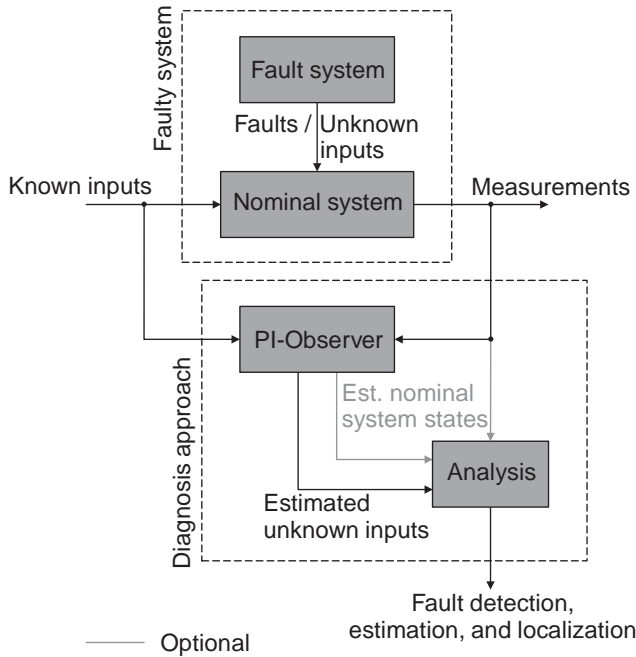 Faulty system
Fault system
Faults / Unknown
inputs
Known inputs
Nominal system
Measurements
Diagnosis approach
PI-Observer
Est. nominal
system states
Analysis
Estimated
unknown inputs
Fault detection,
estimation, and localization
Optional